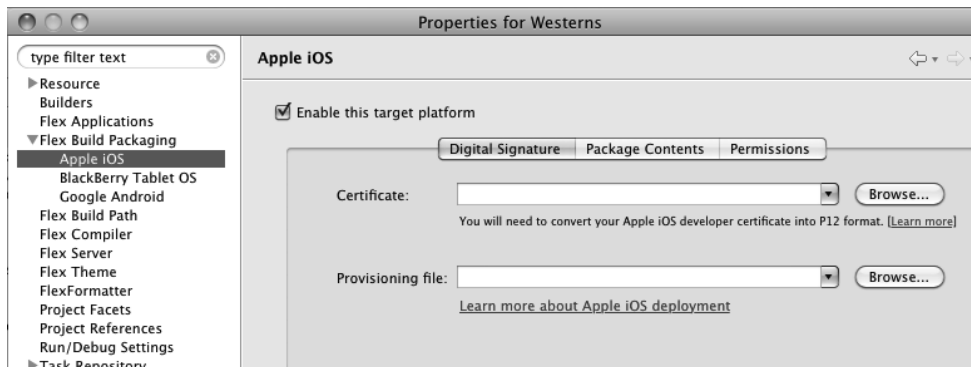 Properties for Westerns
type filter text
Resource
Builders
Flex Applications
Flex Build Packaging
Apple iOS
BlackBerry Tablet OS
Google Android
Flex Build Path
Flex Compiler
Flex Server
Flex Theme
FlexFormatter
Project Facets
Project References
Run/Debug Settings
Task Repository
Apple iOS
Enable this target platform
Digital Signature Package Contents Permissions
Certificate: Browse...
You will need to convert your Apple iOS developer certificate into P12 format. [Learn more]
Provisioning file: Browse...
Learn more about Apple iOS deployment